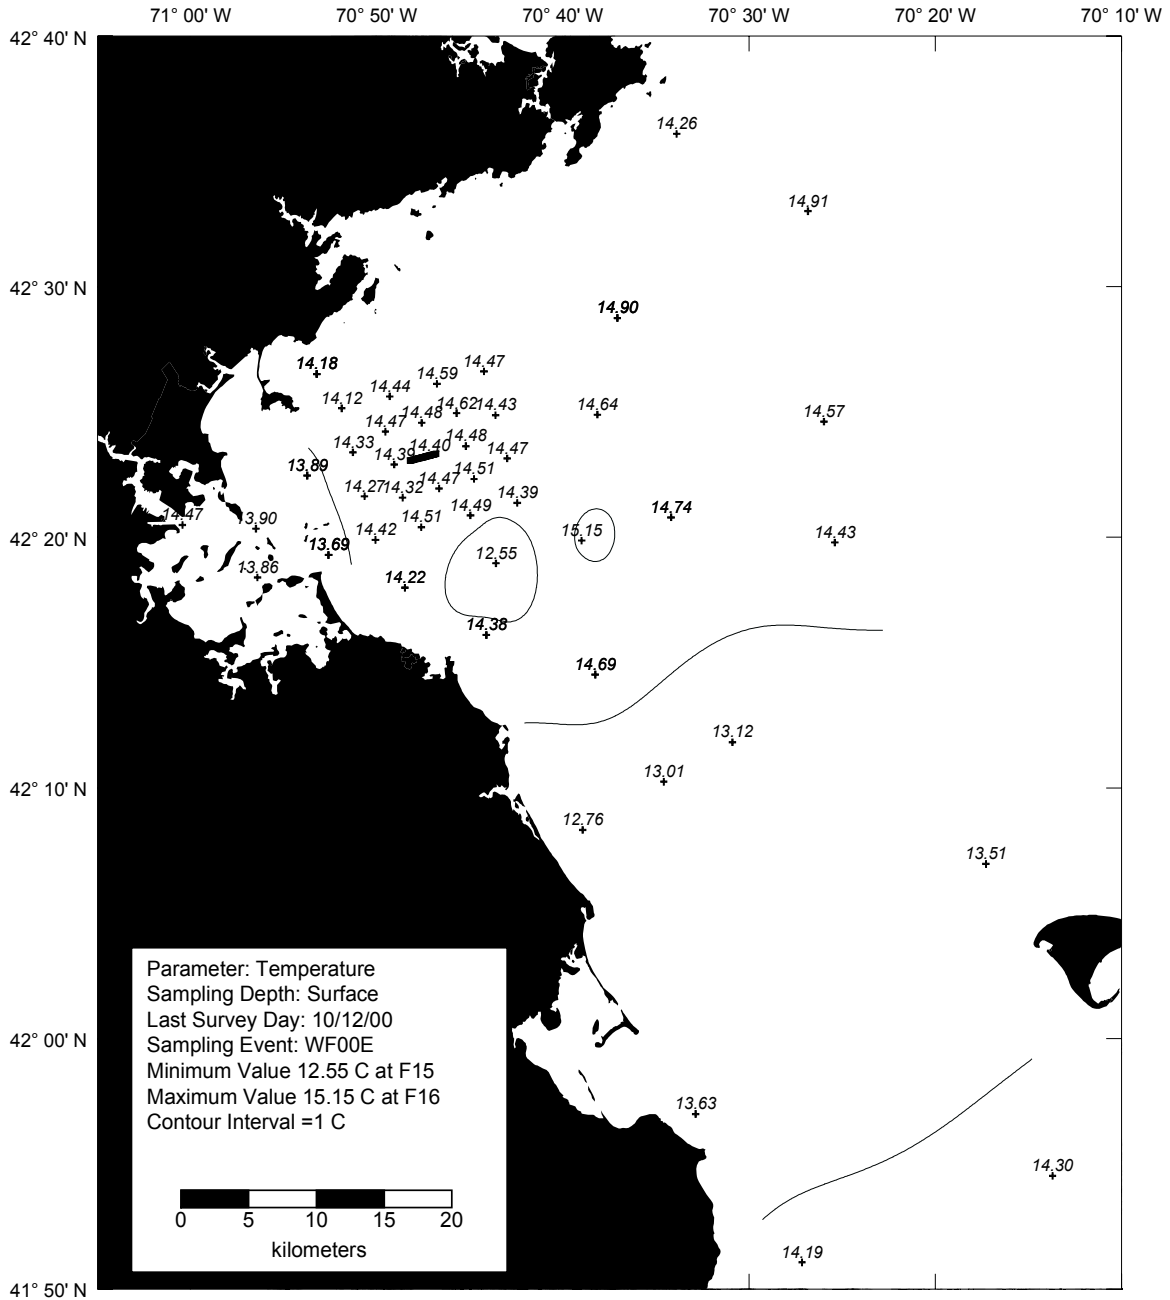 71° 00' W 70° 50' W 70° 40' W 70° 30' W 70° 20' W 70° 10' W
42° 40' N
14.26
14.91
42° 30' N
14.90
14.18
14.47
14.59
14.44
14.12
14.62
14.43
14.64
14.48
14.57
14.47
14.33
14.48
14.40
14.39
14.47
13.89
14.51
14.47
14.27
14.32
14.39
14.49
14.74
14.47
13.90
14.51
14.42
15.15
14.43
42° 20' N
13.69
12.55
13.86
14.22
14.38
14.69
13.12
13.01
42° 10' N
12.76
13.51
Parameter: Temperature
Sampling Depth: Surface
Last Survey Day: 10/12/00
Sampling Event: WF00E
Minimum Value 12.55 C at F15
Maximum Value 15.15 C at F16
Contour Interval =1 C
0 5 10 15 20
kilometers
42° 00' N
13.63
14.30
14.19
41° 50' N